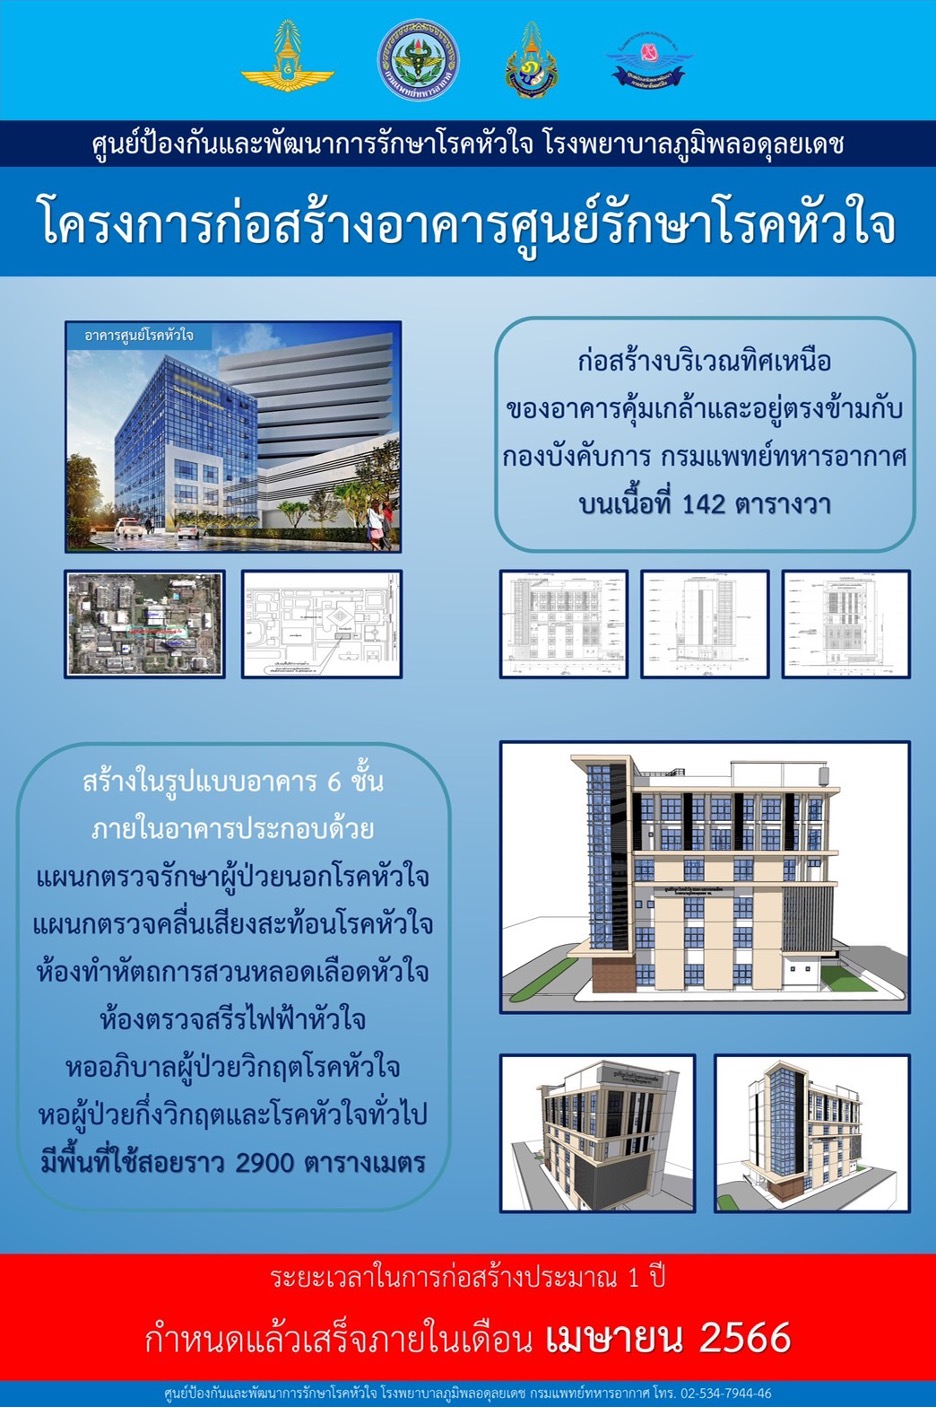 ศูนย์ป้องกันและพัฒนาการรักษาโรคหัวใจ โรงพยาบาลภูมิพลอดุลยเดช
โครงการก่อสร้างอาคารศูนย์รักษาโรคหัวใจ
อาคารศูนย์โรคหัวใจ
ก่อสร้างบริเวณทิศเหนือ
ของอาคารคุ้มเกล้าและอยู่ตรงข้ามกับ
กองบังคับการ กรมแพทย์ทหารอากาศ
บนเนื้อที่ 142 ตารางวา
สร้างในรูปแบบอาคาร 6 ชั้น
ภายในอาคารประกอบด้วย
แผนกตรวจรักษาผู้ป่วยนอกโรคหัวใจ
แผนกตรวจคลื่นเสียงสะท้อนโรคหัวใจ
ห้องทำหัตถการสวนหลอดเลือดหัวใจ
ห้องตรวจสรีรไฟฟ้าหัวใจ
หออภิบาลผู้ป่วยวิกฤตโรคหัวใจ
หอผู้ป่วยกึ่งวิกฤตและโรคหัวใจทั่วไป
มีพื้นที่ใช้สอยราว 2900 ตารางเมตร
ระยะเวลาในการก่อสร้างประมาณ 1 ปี
กำหนดแล้วเสร็จภายในเดือน เมษายน 2566
ศูนย์ป้องกันและพัฒนาการรักษาโรคหัวใจ โรงพยาบาลภูมิพลอดุลยเดช กรมแพทย์ทหารอากาศ โทร. 02-534-7944-46